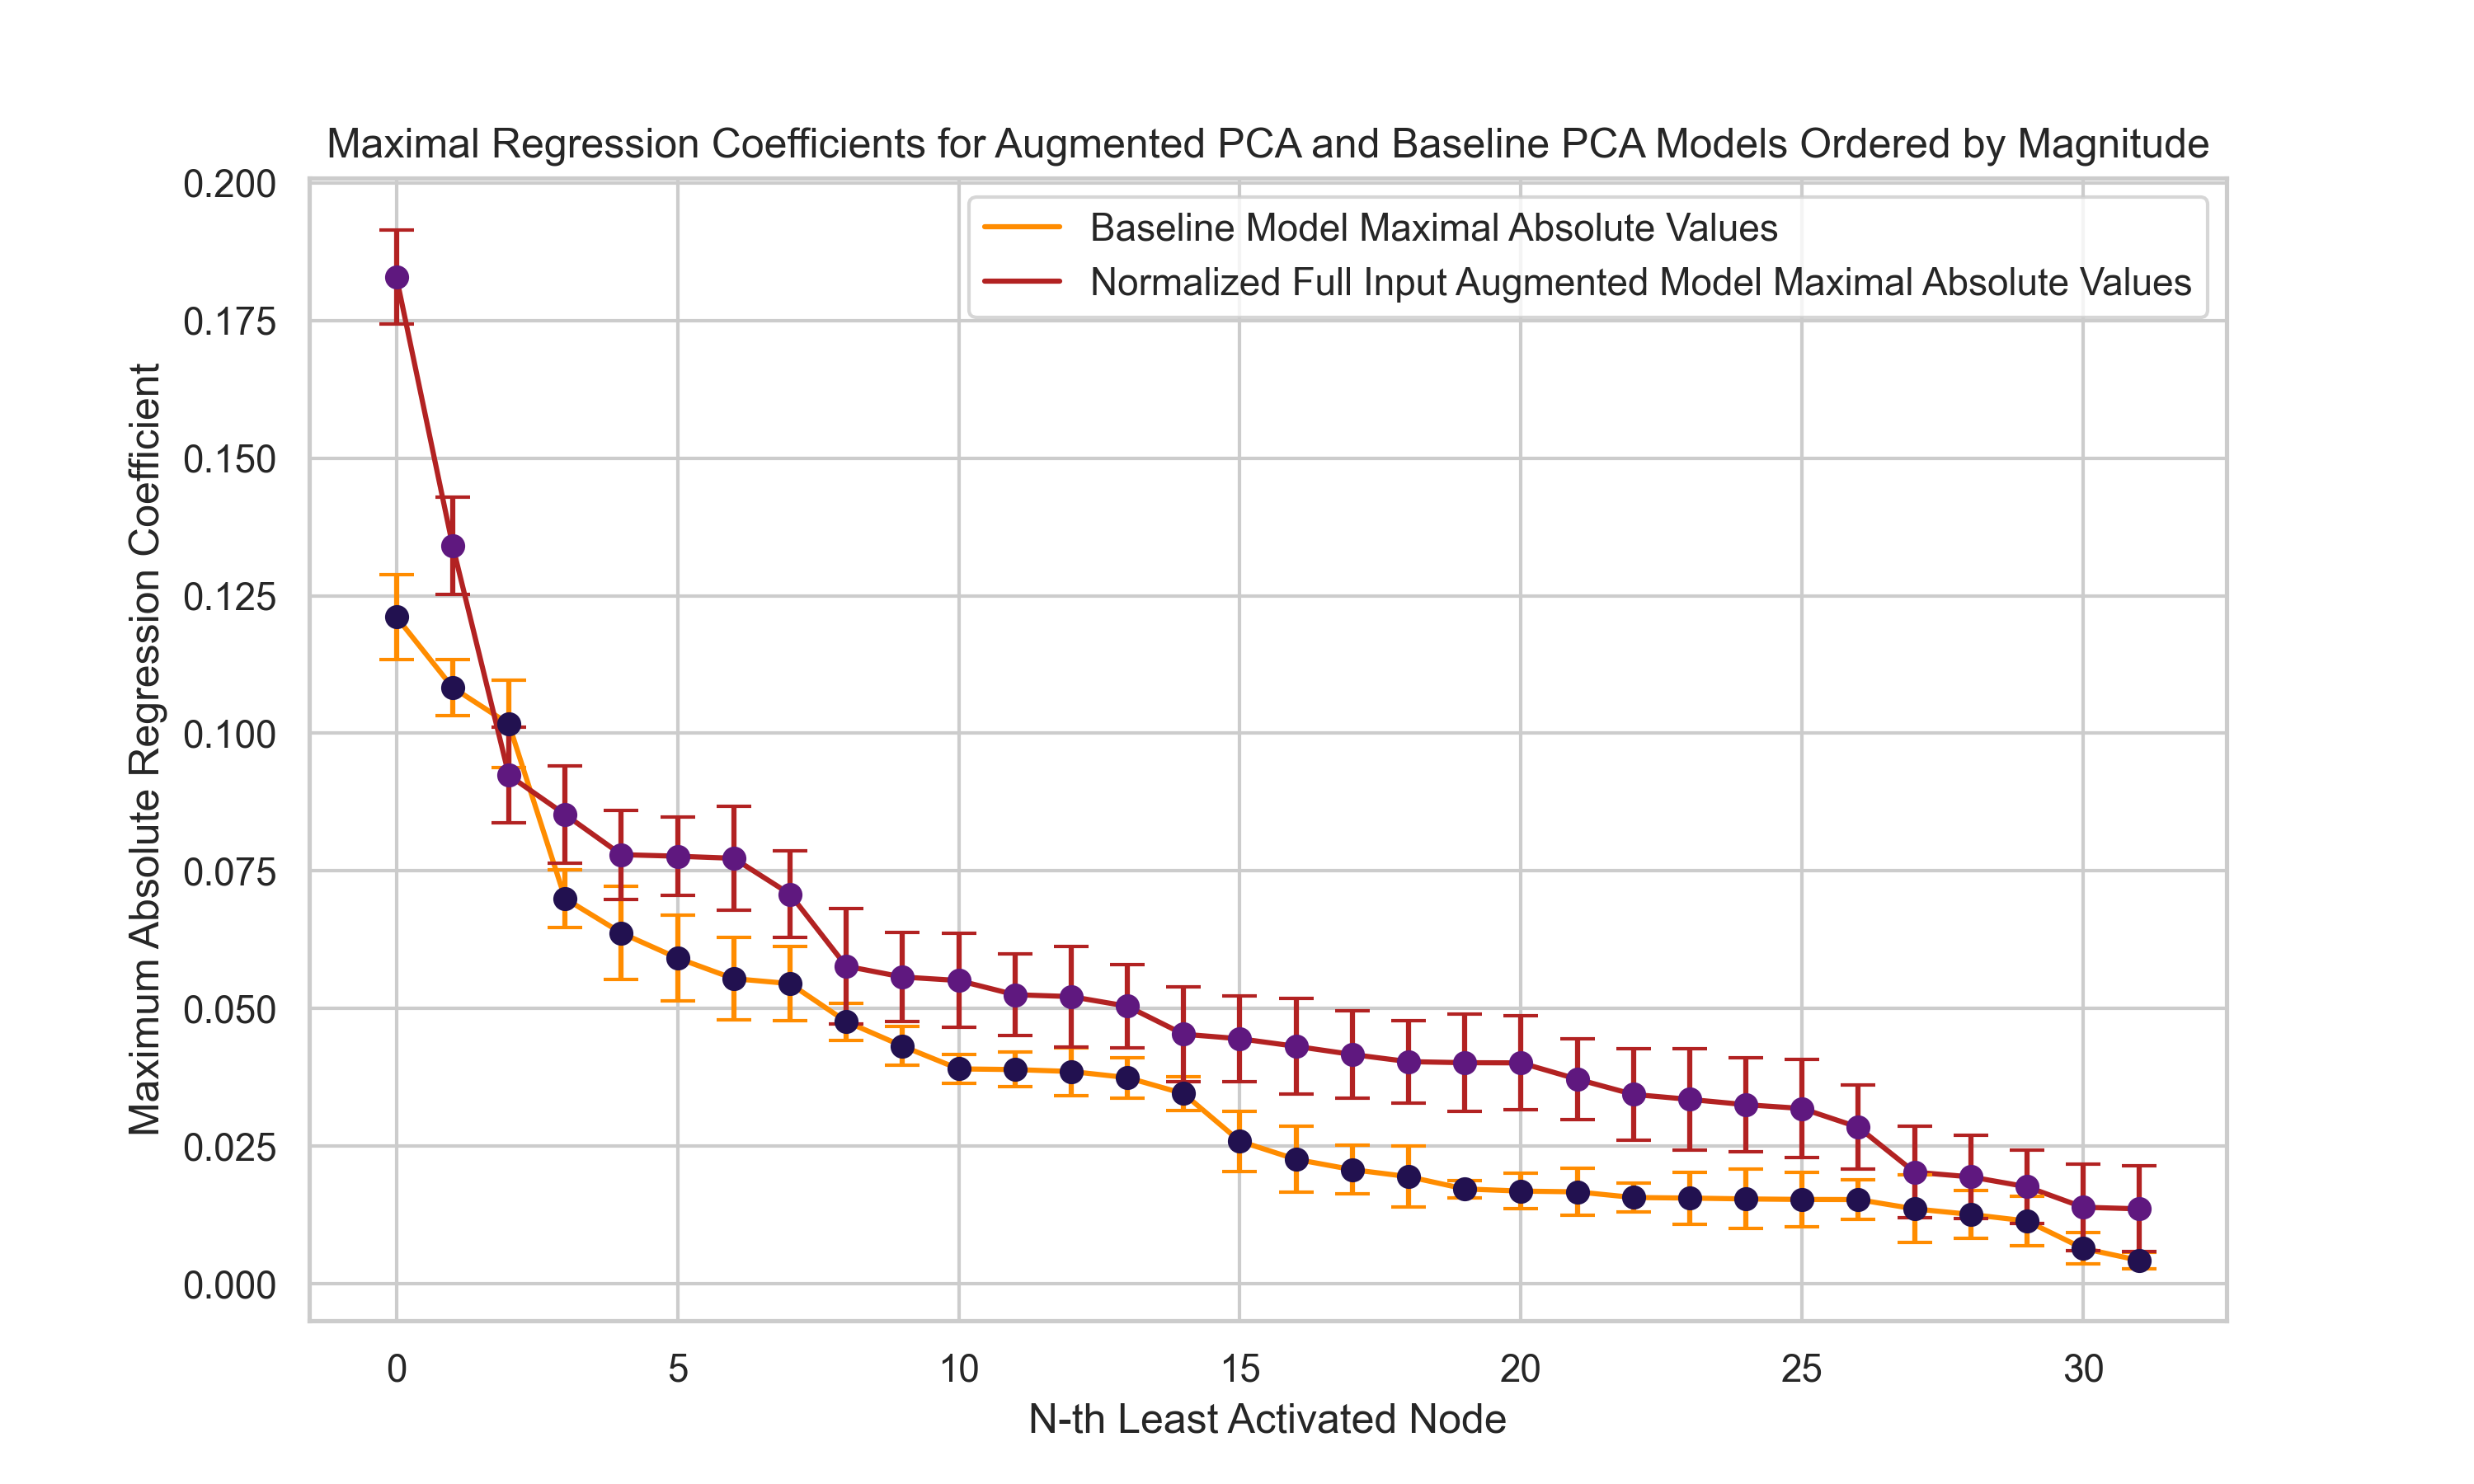 Maximal Regression Coefficients for Augmented PCA and Baseline PCA Models Ordered by Magnitude
Baseline Model Maximal Absolute Values
Normalized Full Input Augmented Model Maximal Absolute Values
Maximum Absolute Regression Coefficient
0.200
0.175
0.150
0.125
0.100
0.075
0.050
0.025
0.000
0 5 10 15 20 25 30
N-th Least Activated Node